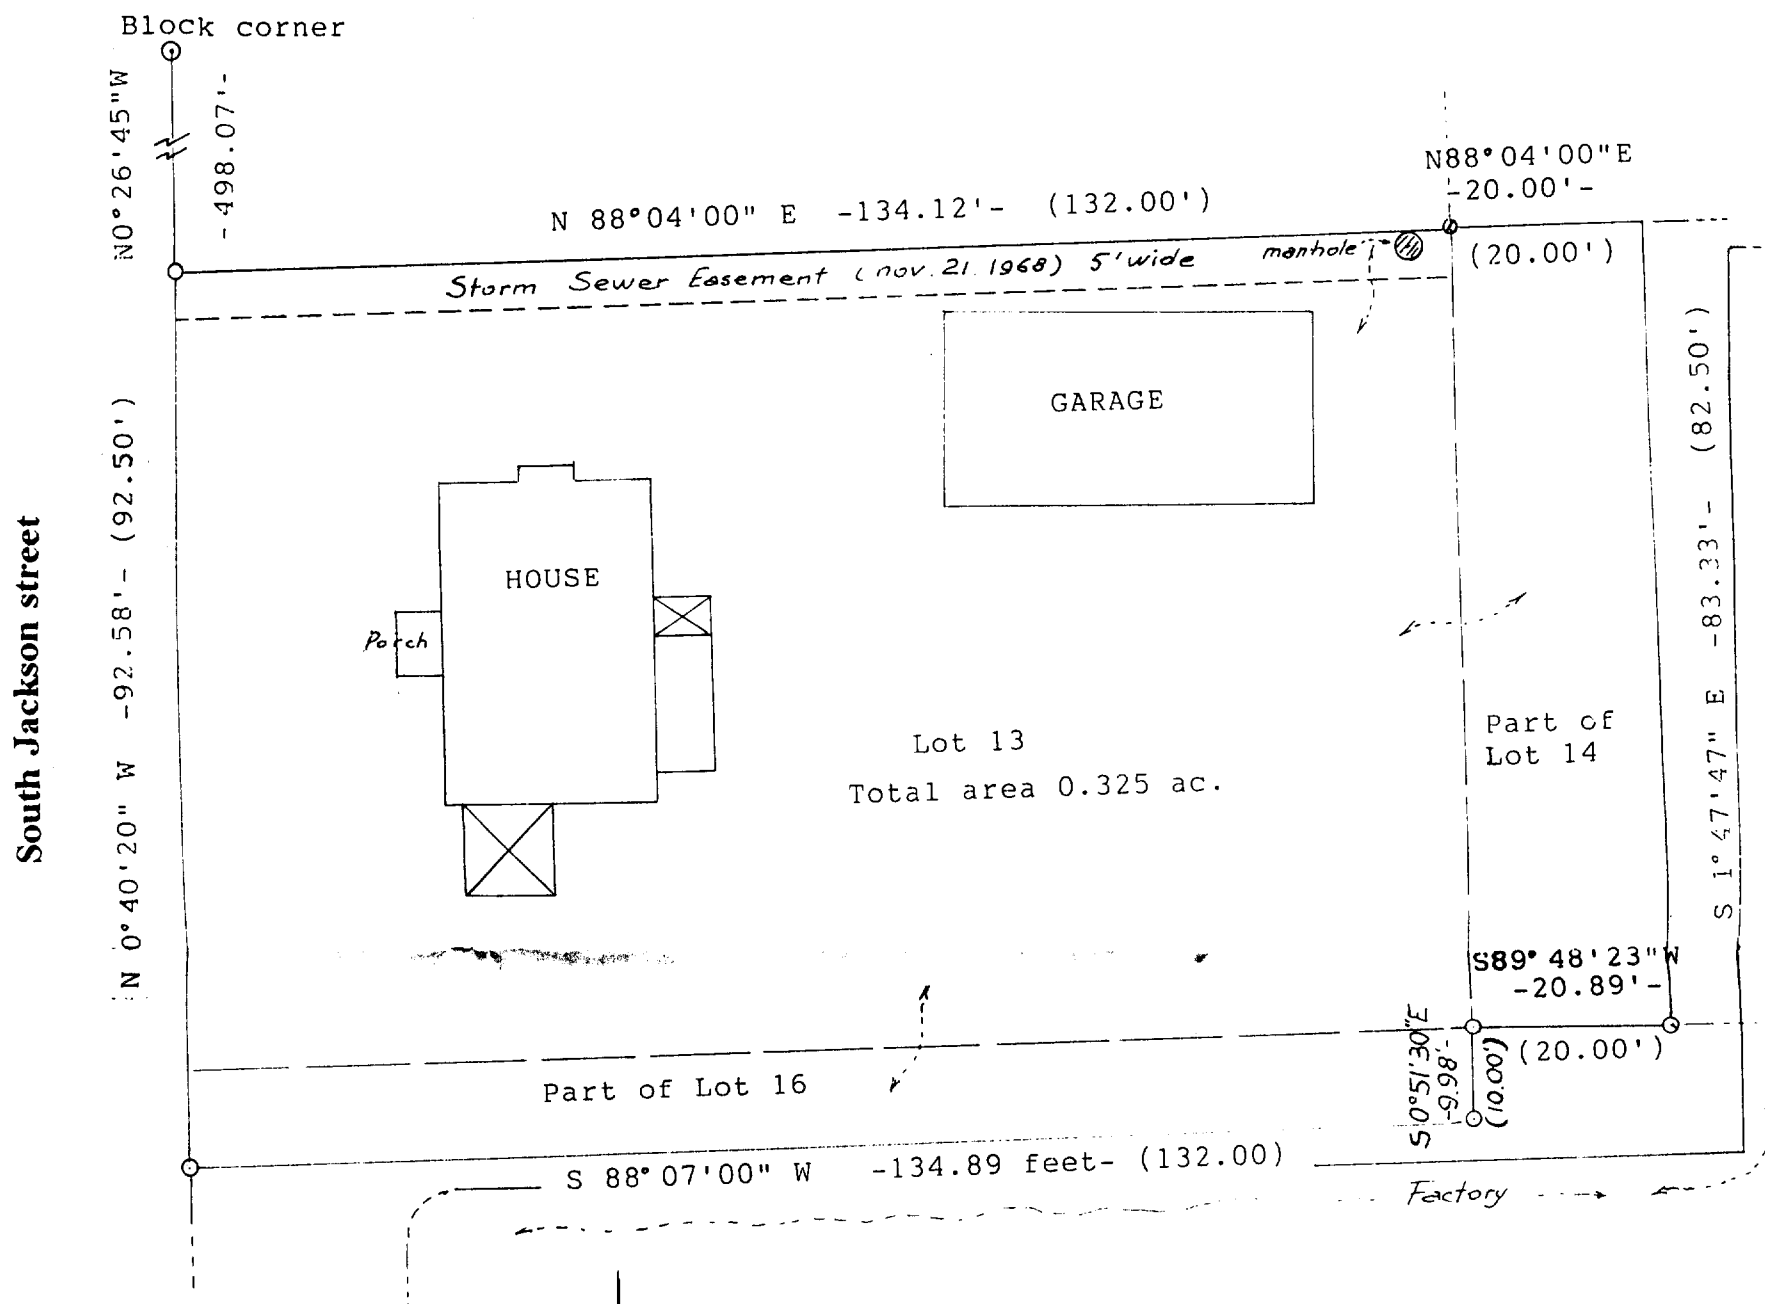 Block corner
N0°26'45"W
-498.07'-
N88°04'00"E
-20.00'-
N 88°04'00" E -134.12'- (132.00')
(20.00')
Storm Sewer Easement (nov. 21. 1968) 5' wide
manhole
GARAGE
S 1°47'47" E -83.33'- (82.50')
N 0°40'20" W -92.58'- (92.50')
South Jackson street
HOUSE
Porch
Lot 13
Total area 0.325 ac.
Part of
Lot 14
S89°48'23"W
-20.89'-
(20.00')
S 0°51'30"E
-9.98'-
(10.00')
Part of Lot 16
S 88°07'00" W -134.89 feet- (132.00)
Factory